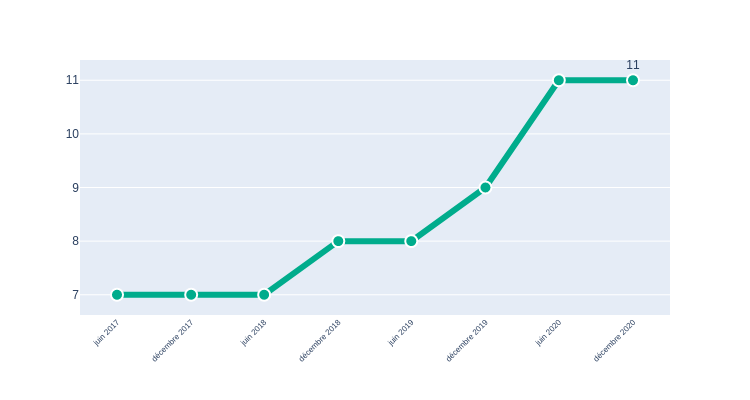 11
11
10
9
8
7
juin 2017
décembre 2017
juin 2018
décembre 2018
juin 2019
décembre 2019
juin 2020
décembre 2020